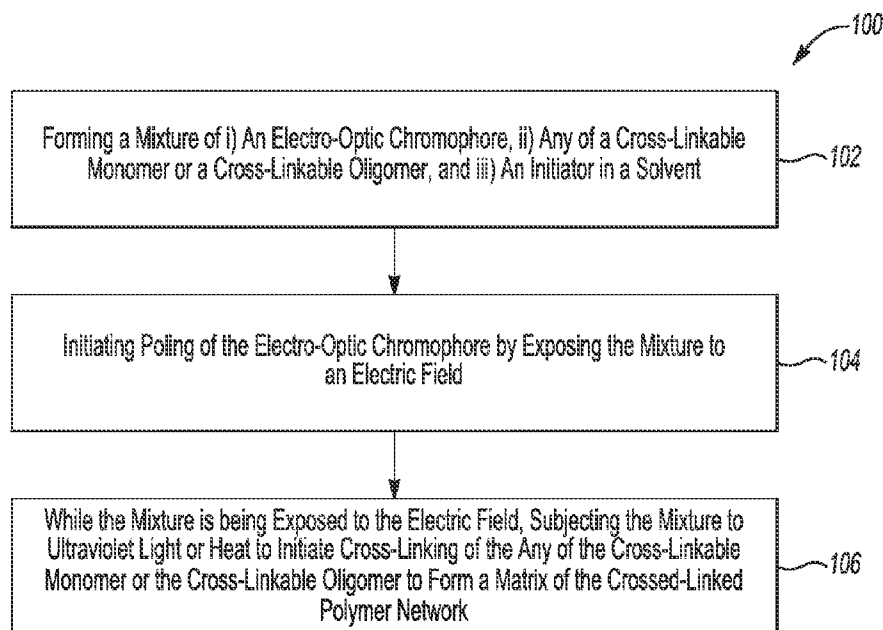 100
Forming a Mixture of i) An Electro-Optic Chromophore, ii) Any of a Cross-Linkable
Monomer or a Cross-Linkable Oligomer, and iii) An Initiator in a Solvent
102
Initiating Poling of the Electro-Optic Chromophore by Exposing the Mixture to
an Electric Field
104
While the Mixture is being Exposed to the Electric Field, Subjecting the Mixture to
Ultraviolet Light or Heat to Initiate Cross-Linking of the Any of the Cross-Linkable
Monomer or the Cross-Linkable Oligomer to Form a Matrix of the Crossed-Linked
Polymer Network
106